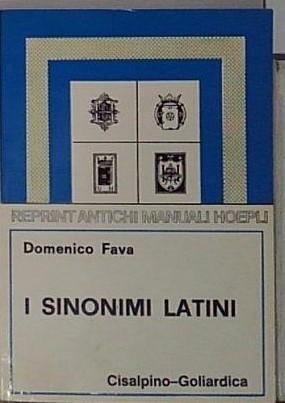 REPRINT ANTICHI MANUALI HOEPLI
Domenico Fava
I SINONIMI LATINI
Cisalpino-Goliardica